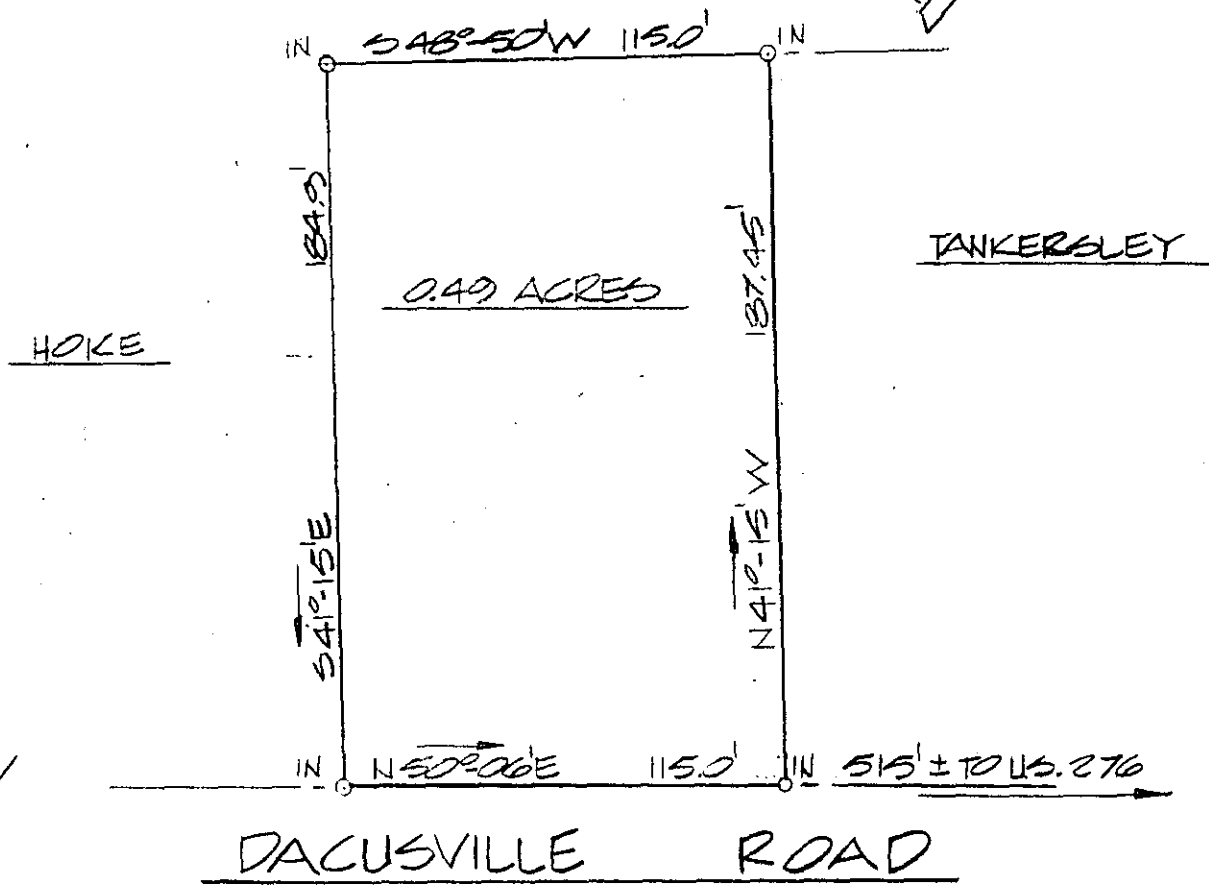 IN S 48°-50'W 115.0' IN
184.9'
187.45'
TANKERSLEY
0.49 ACRES
HOKE
S41°-15'E
N41°-15'W
IN N50°-06'E 115.0' IN 515' ± TO U.S. 276
DACUSVILLE ROAD